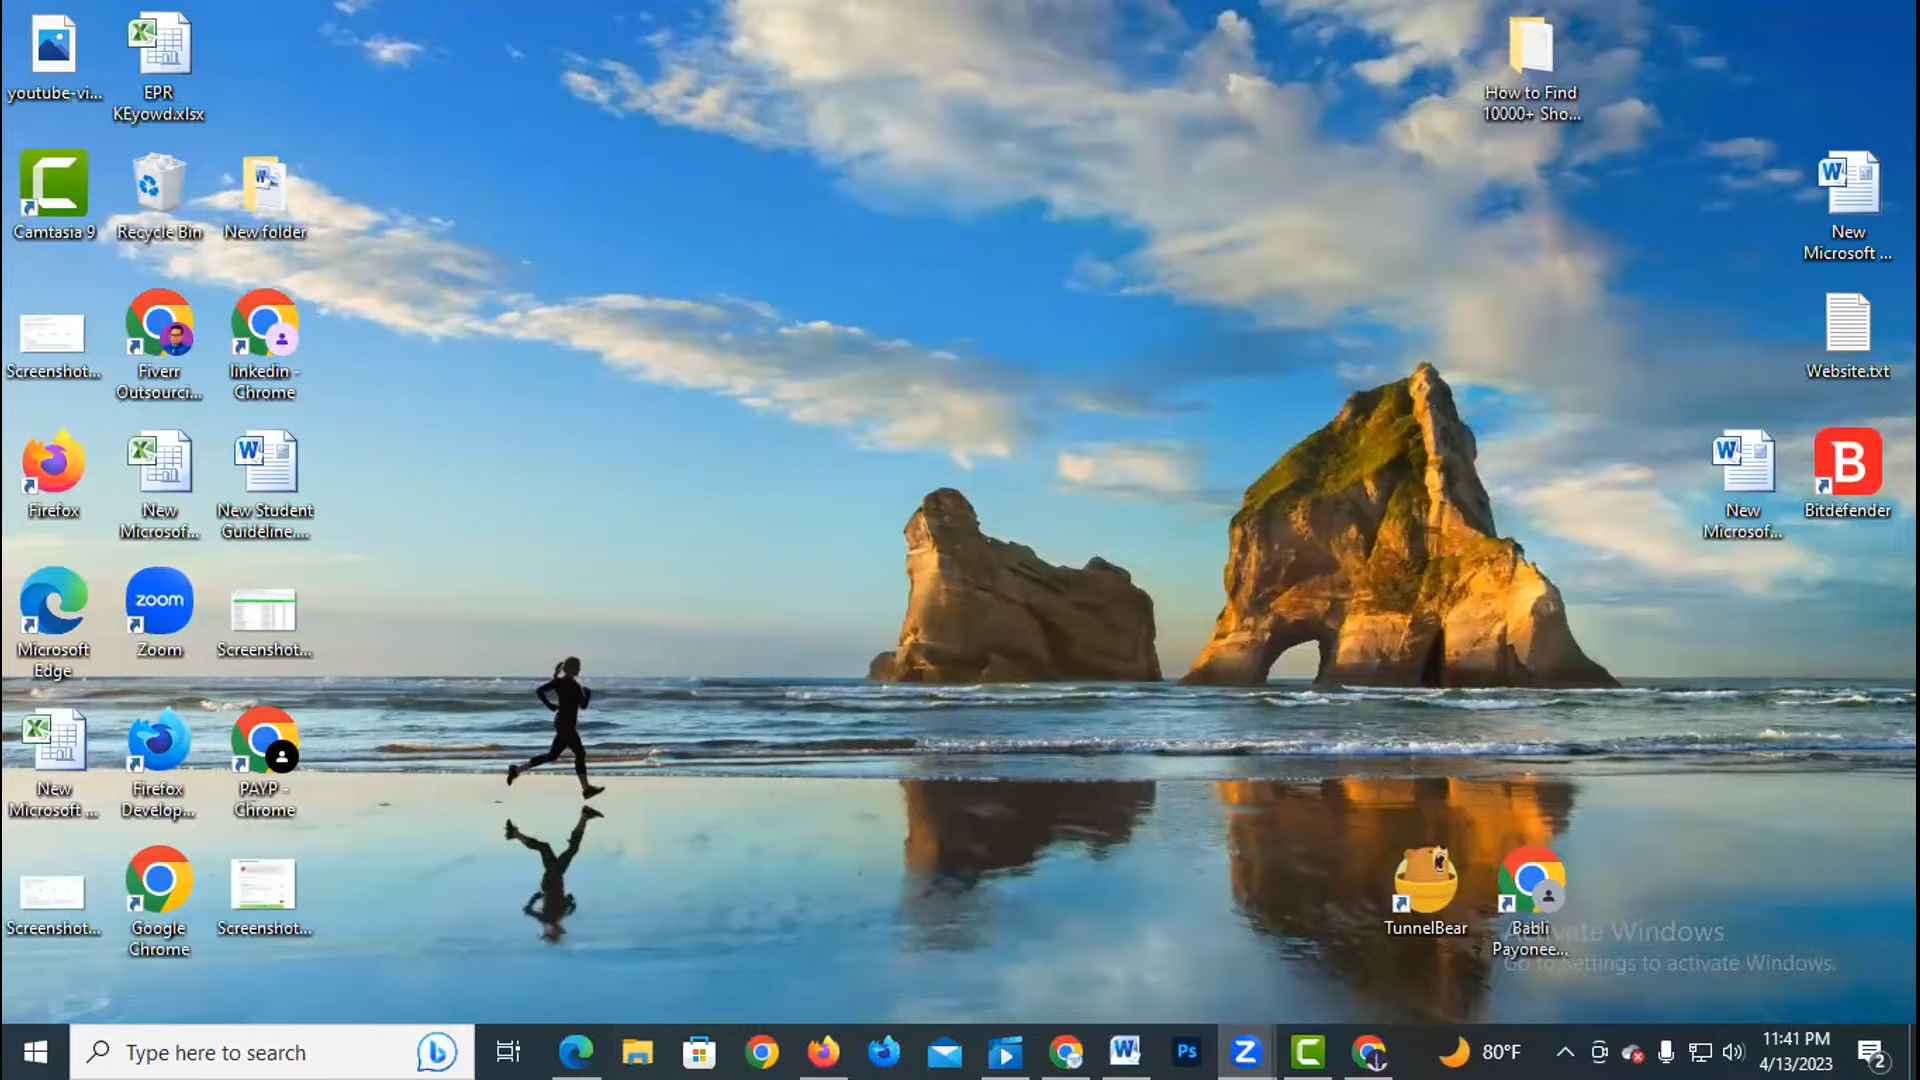 youtube-vi...
EPR
KEyowd.xlsx
How to Find
10000+ Sho...
Camtasia 9
Recycle Bin
New folder
New
Microsoft ...
Screenshot...
Fiverr
Outsourci...
linkedin -
Chrome
Website.txt
Firefox
New
Microsof...
New Student
Guideline....
New
Microsof...
B
Bitdefender
zoom
Microsoft
Edge
Zoom
Screenshot...
New
Microsoft ...
Firefox
Develop...
PAYP -
Chrome
Screenshot...
Google
Chrome
Screenshot...
TunnelBear
Babli
Payonee...
Activate Windows
Go to Settings to activate Windows.
Type here to search
80°F
11:41 PM
4/13/2023
2